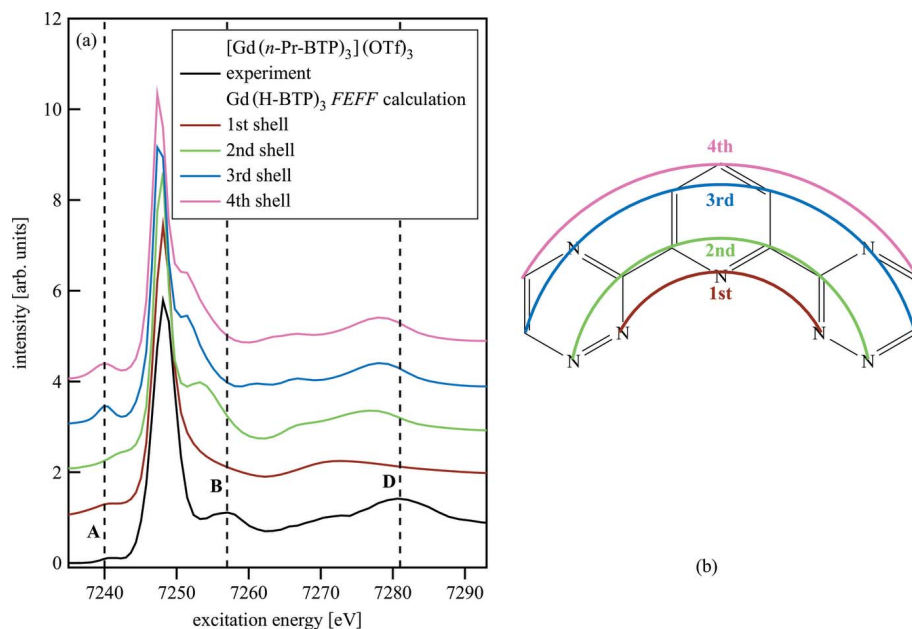 (a)
[Gd(n-Pr-BTP)3](OTf)3
experiment
Gd(H-BTP)3 FEFF calculation
1st shell
2nd shell
3rd shell
4th shell
12
10
8
6
4
2
0
intensity [arb. units]
A
B
D
7240
7250
7260
7270
7280
7290
excitation energy [eV]
4th
3rd
2nd
1st
N
N
N
N
N
N
N
(b)